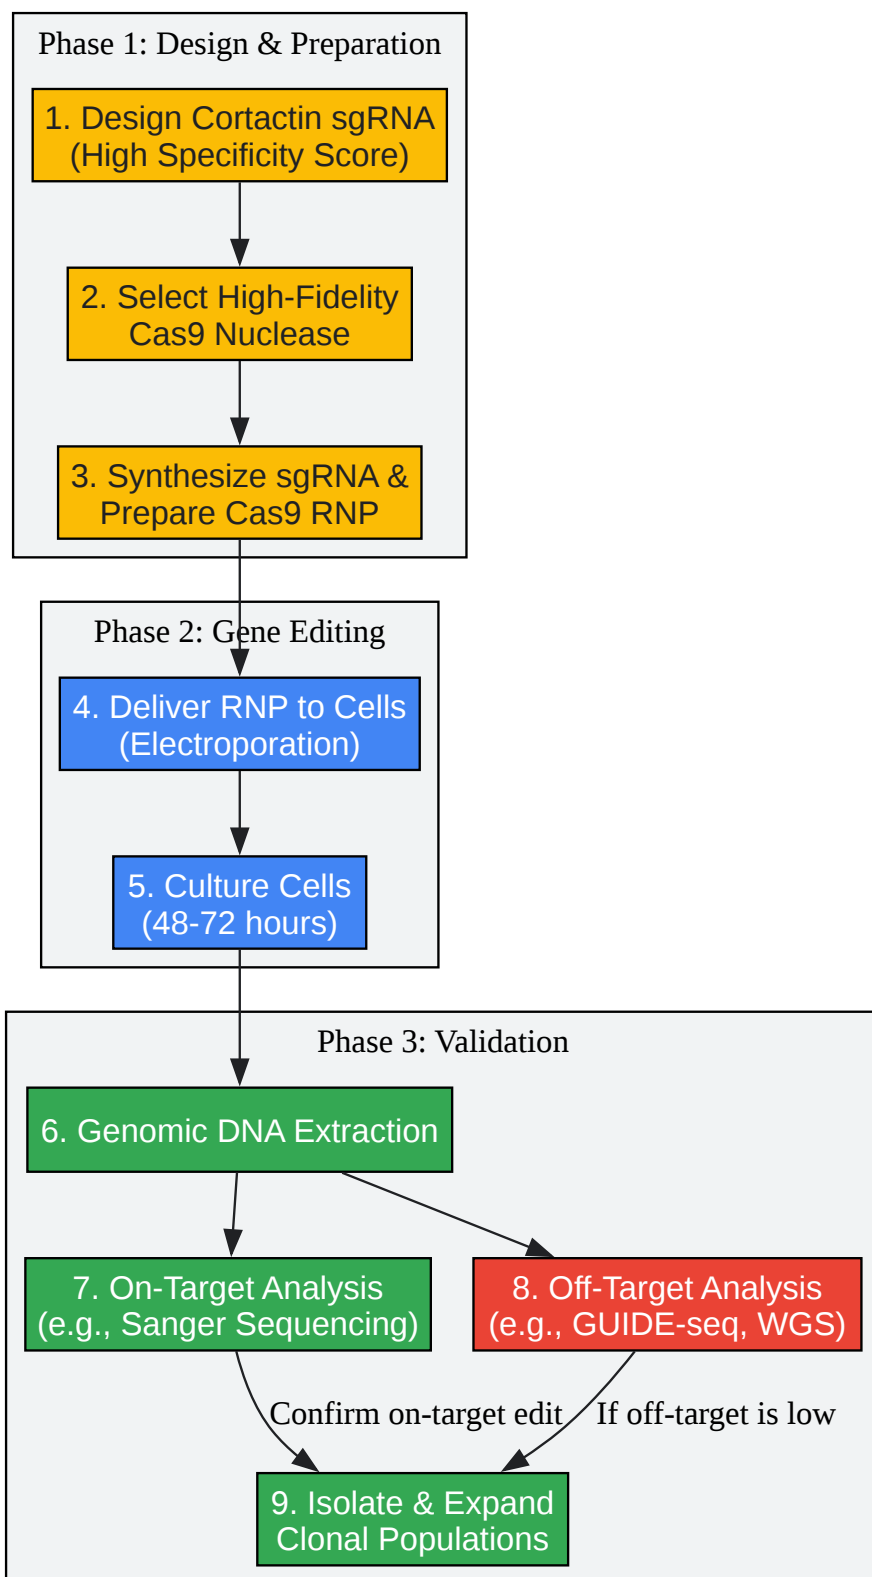 Phase 1: Design & Preparation
1. Design Cortactin sgRNA
(High Specificity Score)
2. Select High-Fidelity
Cas9 Nuclease
3. Synthesize sgRNA &
Prepare Cas9 RNP
Phase 2: Gene Editing
4. Deliver RNP to Cells
(Electroporation)
5. Culture Cells
(48-72 hours)
Phase 3: Validation
6. Genomic DNA Extraction
7. On-Target Analysis
(e.g., Sanger Sequencing)
8. Off-Target Analysis
(e.g., GUIDE-seq, WGS)
Confirm on-target edit
If off-target is low
9. Isolate & Expand
Clonal Populations